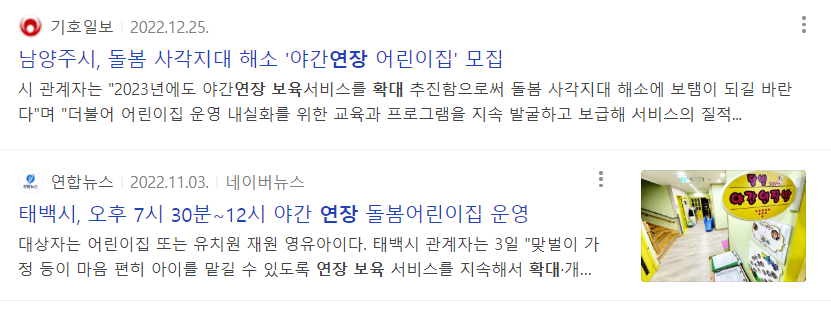 기호일보 2022.12.25.
남양주시, 돌봄 사각지대 해소 '야간연장 어린이집' 모집
시 관계자는 "2023년에도 야간연장 보육서비스를 확대 추진함으로써 돌봄 사각지대 해소에 보탬이 되길 바란
다"며 "더불어 어린이집 운영 내실화를 위한 교육과 프로그램을 지속 발굴하고 보급해 서비스의 질적...
연합뉴스 2022.11.03. 네이버뉴스
태백시, 오후 7시 30분~12시 야간 연장 돌봄어린이집 운영
대상자는 어린이집 또는 유치원 재원 영유아이다. 태백시 관계자는 3일 "맞벌이 가
정 등이 마음 편히 아이를 맡길 수 있도록 연장 보육 서비스를 지속해서 확대·개...
야간연장반